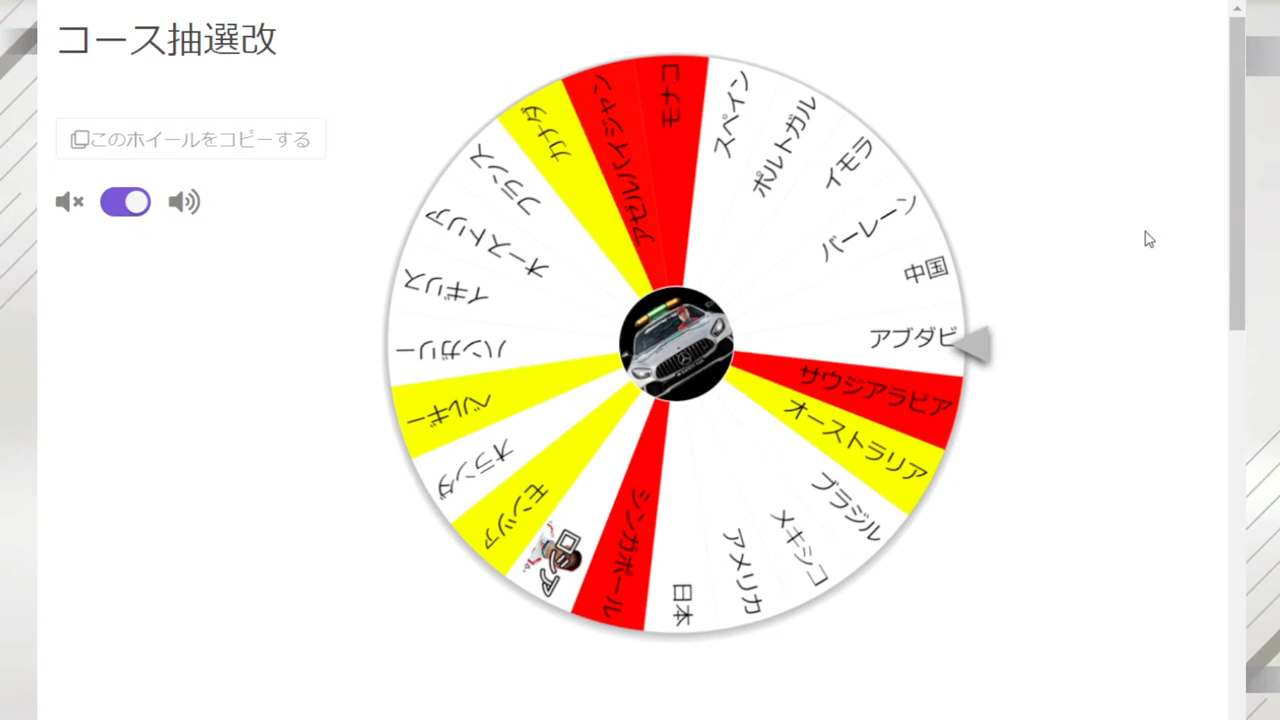 コース抽選改
このホイールをコピーする
モナコ
スペイン
ポルトガル
イモラ
バーレーン
中国
アブダビ
サウジアラビア
オーストラリア
ブラジル
メキシコ
アメリカ
日本
シンガポール
ロシア
モンツァ
オランダ
ベルギー
ハンガリー
イギリス
オーストリア
フランス
カナダ
アゼルバイジャン